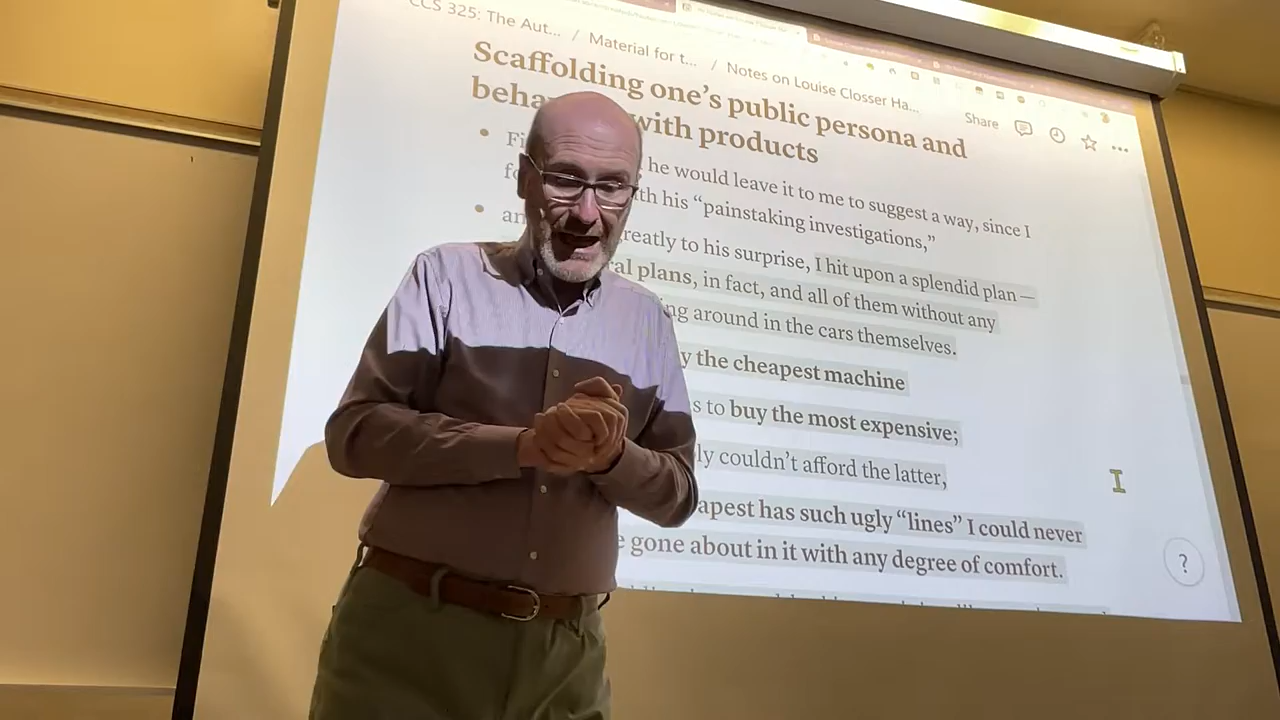 CCS 325: The Aut... / Material for t... / Notes on Louise Closser Ha...
Share
Scaffolding one's public persona and
beha with products
he would leave it to me to suggest a way, since I
th his "painstaking investigations,"
reatly to his surprise, I hit upon a splendid plan—
ral plans, in fact, and all of them without any
ng around in the cars themselves.
y the cheapest machine
s to buy the most expensive;
ly couldn't afford the latter,
apest has such ugly "lines" I could never
e gone about in it with any degree of comfort.
?